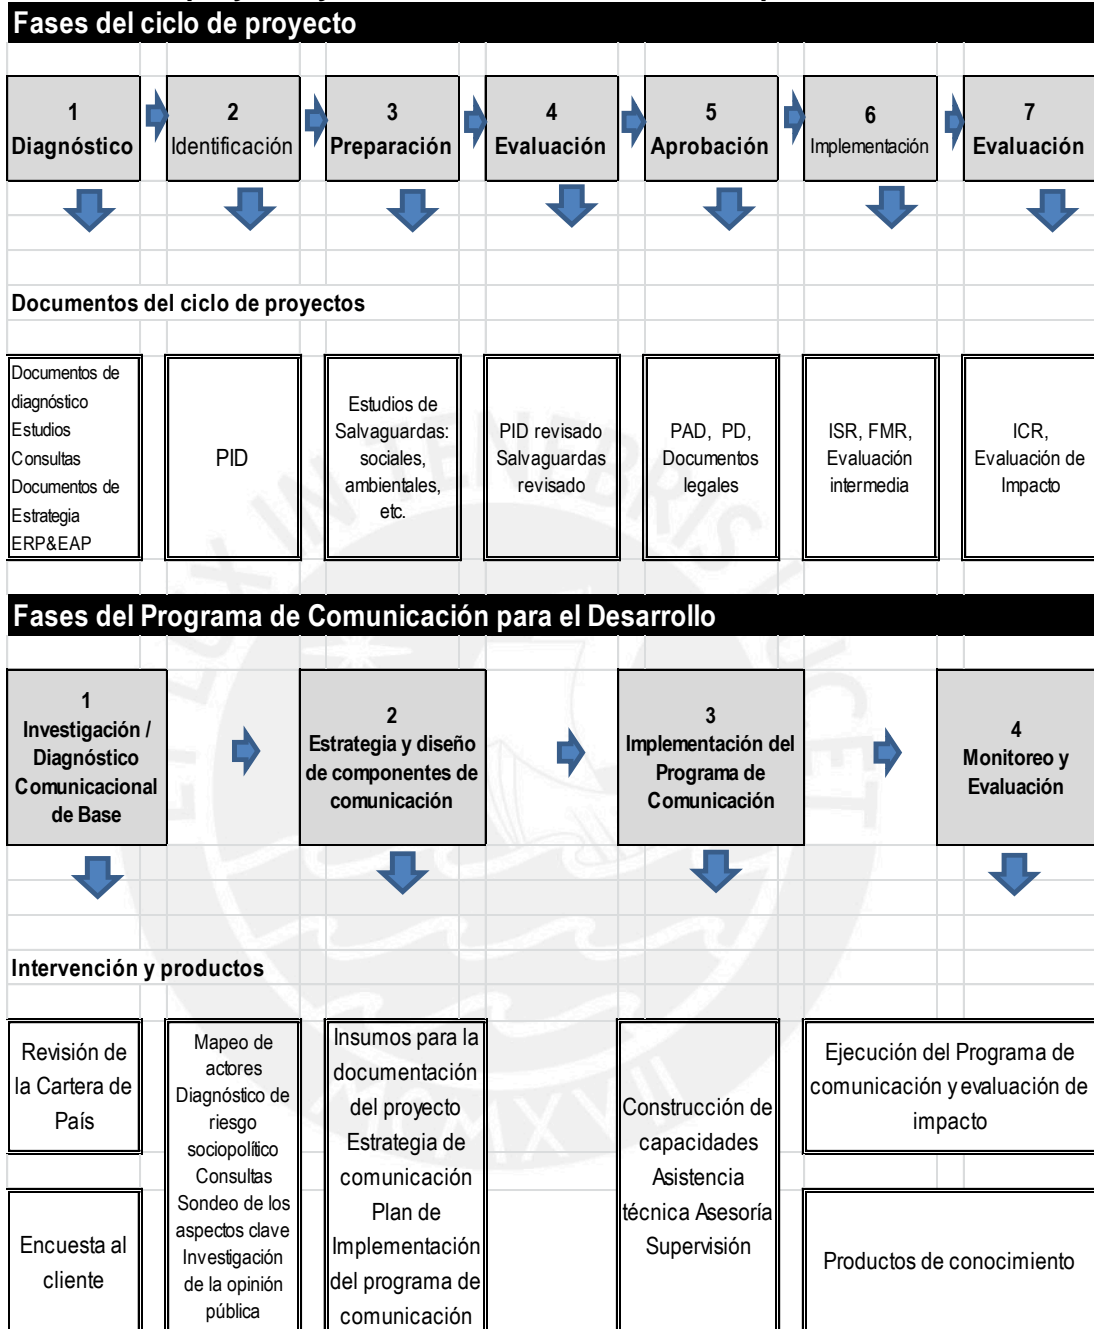 Fases del ciclo de proyecto
1
Diagnóstico
2
Identificación
3
Preparación
4
Evaluación
5
Aprobación
6
Implementación
7
Evaluación
Documentos del ciclo de proyectos
Documentos de
diagnóstico
Estudios
Consultas
Documentos de
Estrategia
ERP&EAP
PID
Estudios de
Salvaguardas:
sociales,
ambientales,
etc.
PID revisado
Salvaguardas
revisado
PAD, PD,
Documentos
legales
ISR, FMR,
Evaluación
intermedia
ICR,
Evaluación de
Impacto
Fases del Programa de Comunicación para el Desarrollo
1
Investigación /
Diagnóstico
Comunicacional
de Base
2
Estrategia y diseño
de componentes de
comunicación
3
Implementación del
Programa de
Comunicación
4
Monitoreo y
Evaluación
Intervención y productos
Revisión de
la Cartera de
País
Encuesta al
cliente
Mapeo de
actores
Diagnóstico de
riesgo
sociopolítico
Consultas
Sondeo de los
aspectos clave
Investigación
de la opinión
pública
Insumos para la
documentación
del proyecto
Estrategia de
comunicación
Plan de
Implementación
del programa de
comunicación
Construcción de
capacidades
Asistencia
técnica Asesoría
Supervisión
Ejecución del Programa de
comunicación y evaluación de
impacto
Productos de conocimiento
ET LUX IN TENEBRIS LUCET
MCMXVII